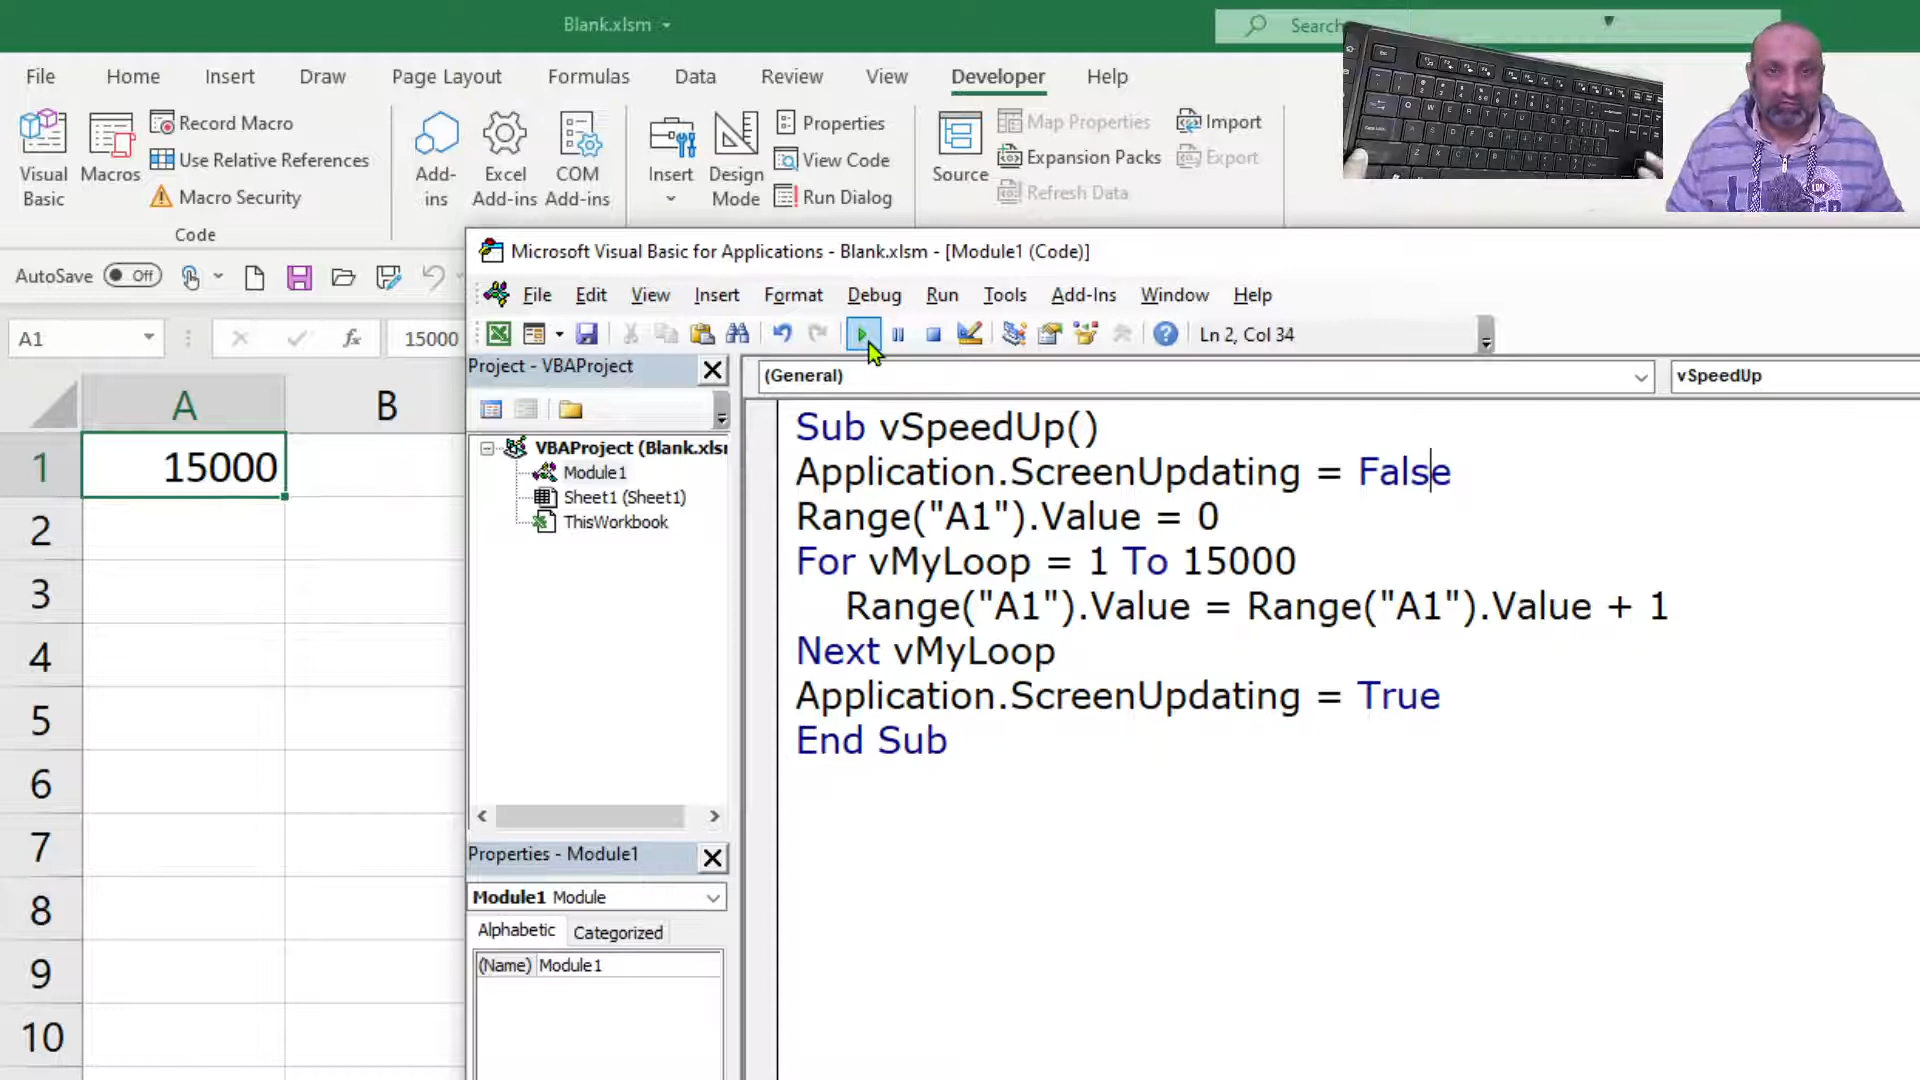 Blank.xlsm
Search
File Home Insert Draw Page Layout Formulas Data Review View Developer Help
Visual Basic
Macros
Record Macro
Use Relative References
Macro Security
Code
Add-ins
Excel Add-ins
COM Add-ins
Insert
Design Mode
Properties
View Code
Run Dialog
Source
Map Properties
Expansion Packs
Refresh Data
Import
Export
AutoSave Off
A1
fx
15000
A B
1 15000
2
3
4
5
6
7
8
9
10
Microsoft Visual Basic for Applications - Blank.xlsm - [Module1 (Code)]
File Edit View Insert Format Debug Run Tools Add-Ins Window Help
Ln 2, Col 34
Project - VBAProject
VBAProject (Blank.xlsm
Module1
Sheet1 (Sheet1)
ThisWorkbook
Properties - Module1
Module1 Module
Alphabetic Categorized
(Name) Module1
(General)
vSpeedUp
Sub vSpeedUp()
Application.ScreenUpdating = False
Range("A1").Value = 0
For vMyLoop = 1 To 15000
Range("A1").Value = Range("A1").Value + 1
Next vMyLoop
Application.ScreenUpdating = True
End Sub